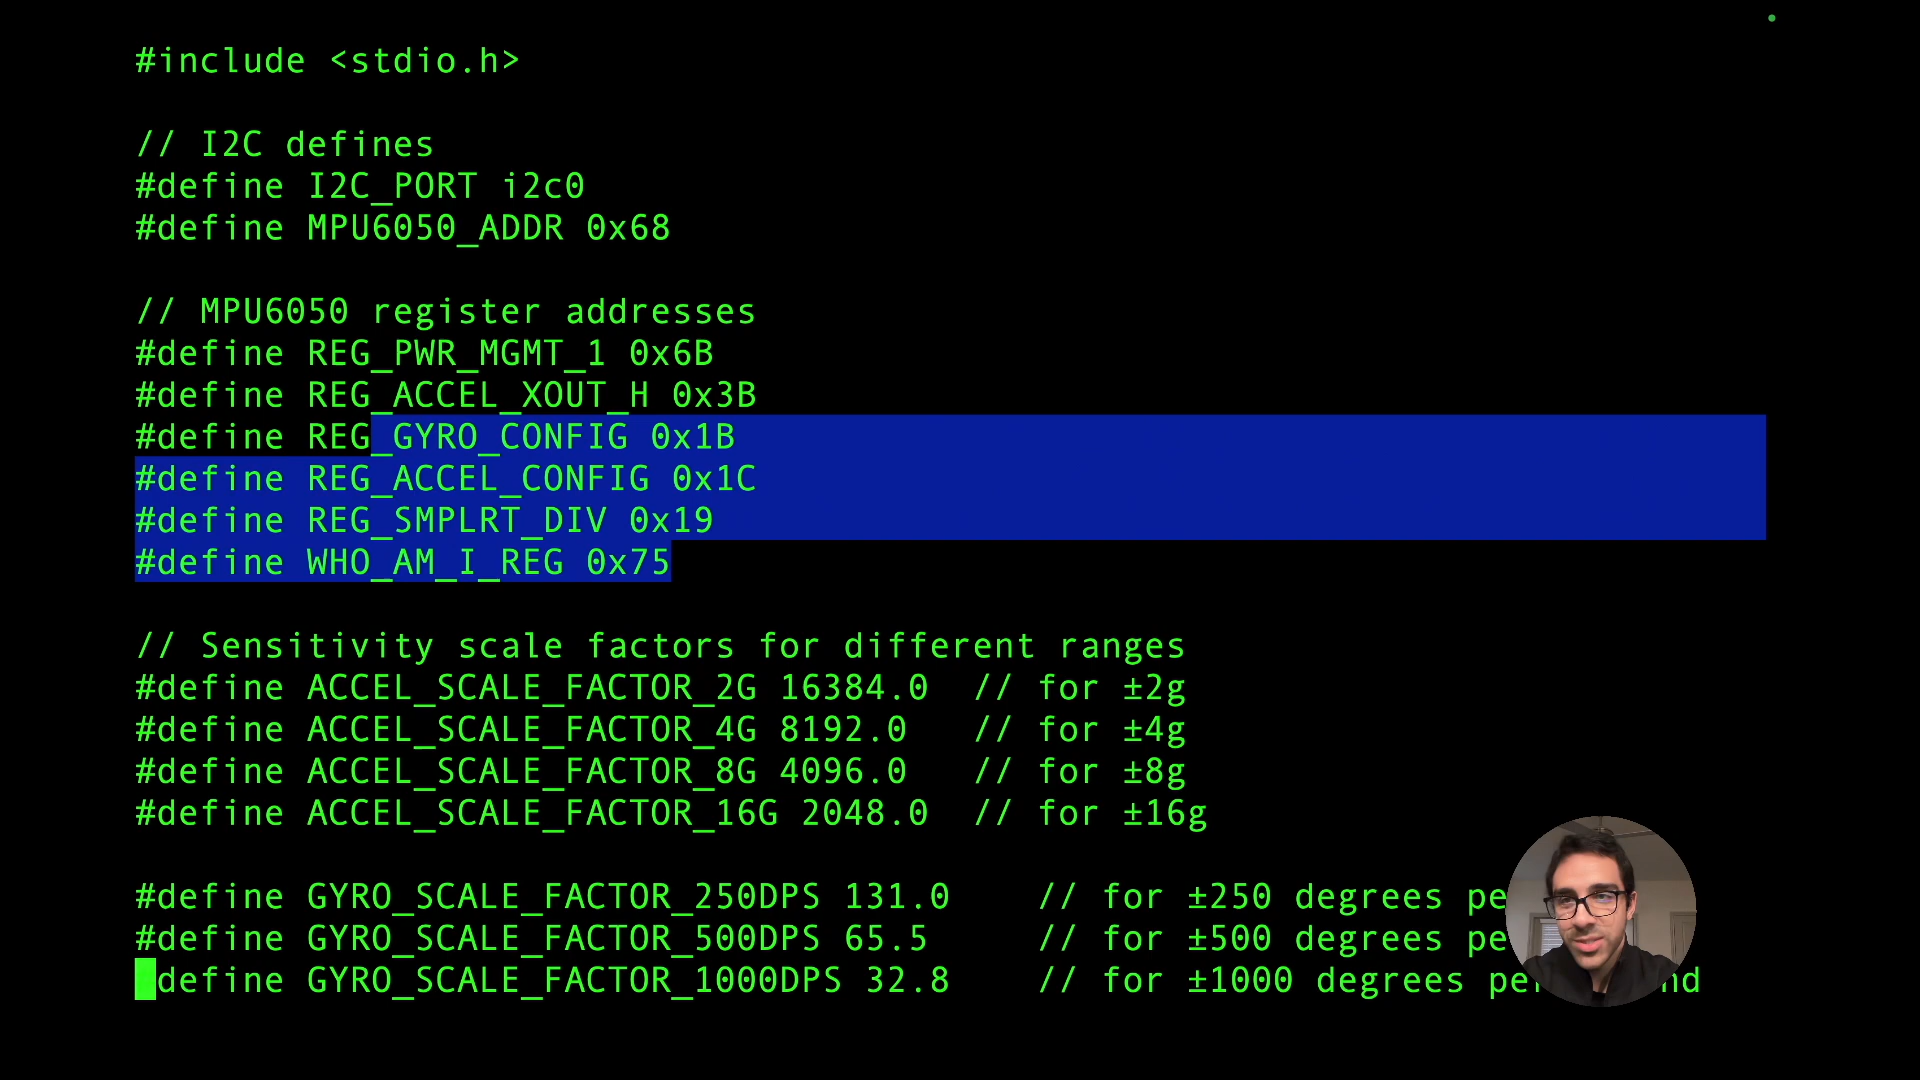 #include <stdio.h>
// I2C defines
#define I2C_PORT i2c0
#define MPU6050_ADDR 0x68
// MPU6050 register addresses
#define REG_PWR_MGMT_1 0x6B
#define REG_ACCEL_XOUT_H 0x3B
#define REG_GYRO_CONFIG 0x1B
#define REG_ACCEL_CONFIG 0x1C
#define REG_SMPLRT_DIV 0x19
#define WHO_AM_I_REG 0x75
// Sensitivity scale factors for different ranges
#define ACCEL_SCALE_FACTOR_2G 16384.0  // for ±2g
#define ACCEL_SCALE_FACTOR_4G 8192.0   // for ±4g
#define ACCEL_SCALE_FACTOR_8G 4096.0   // for ±8g
#define ACCEL_SCALE_FACTOR_16G 2048.0  // for ±16g
#define GYRO_SCALE_FACTOR_250DPS 131.0    // for ±250 degrees
#define GYRO_SCALE_FACTOR_500DPS 65.5     // for ±500 degrees
define GYRO_SCALE_FACTOR_1000DPS 32.8    // for ±1000 degrees